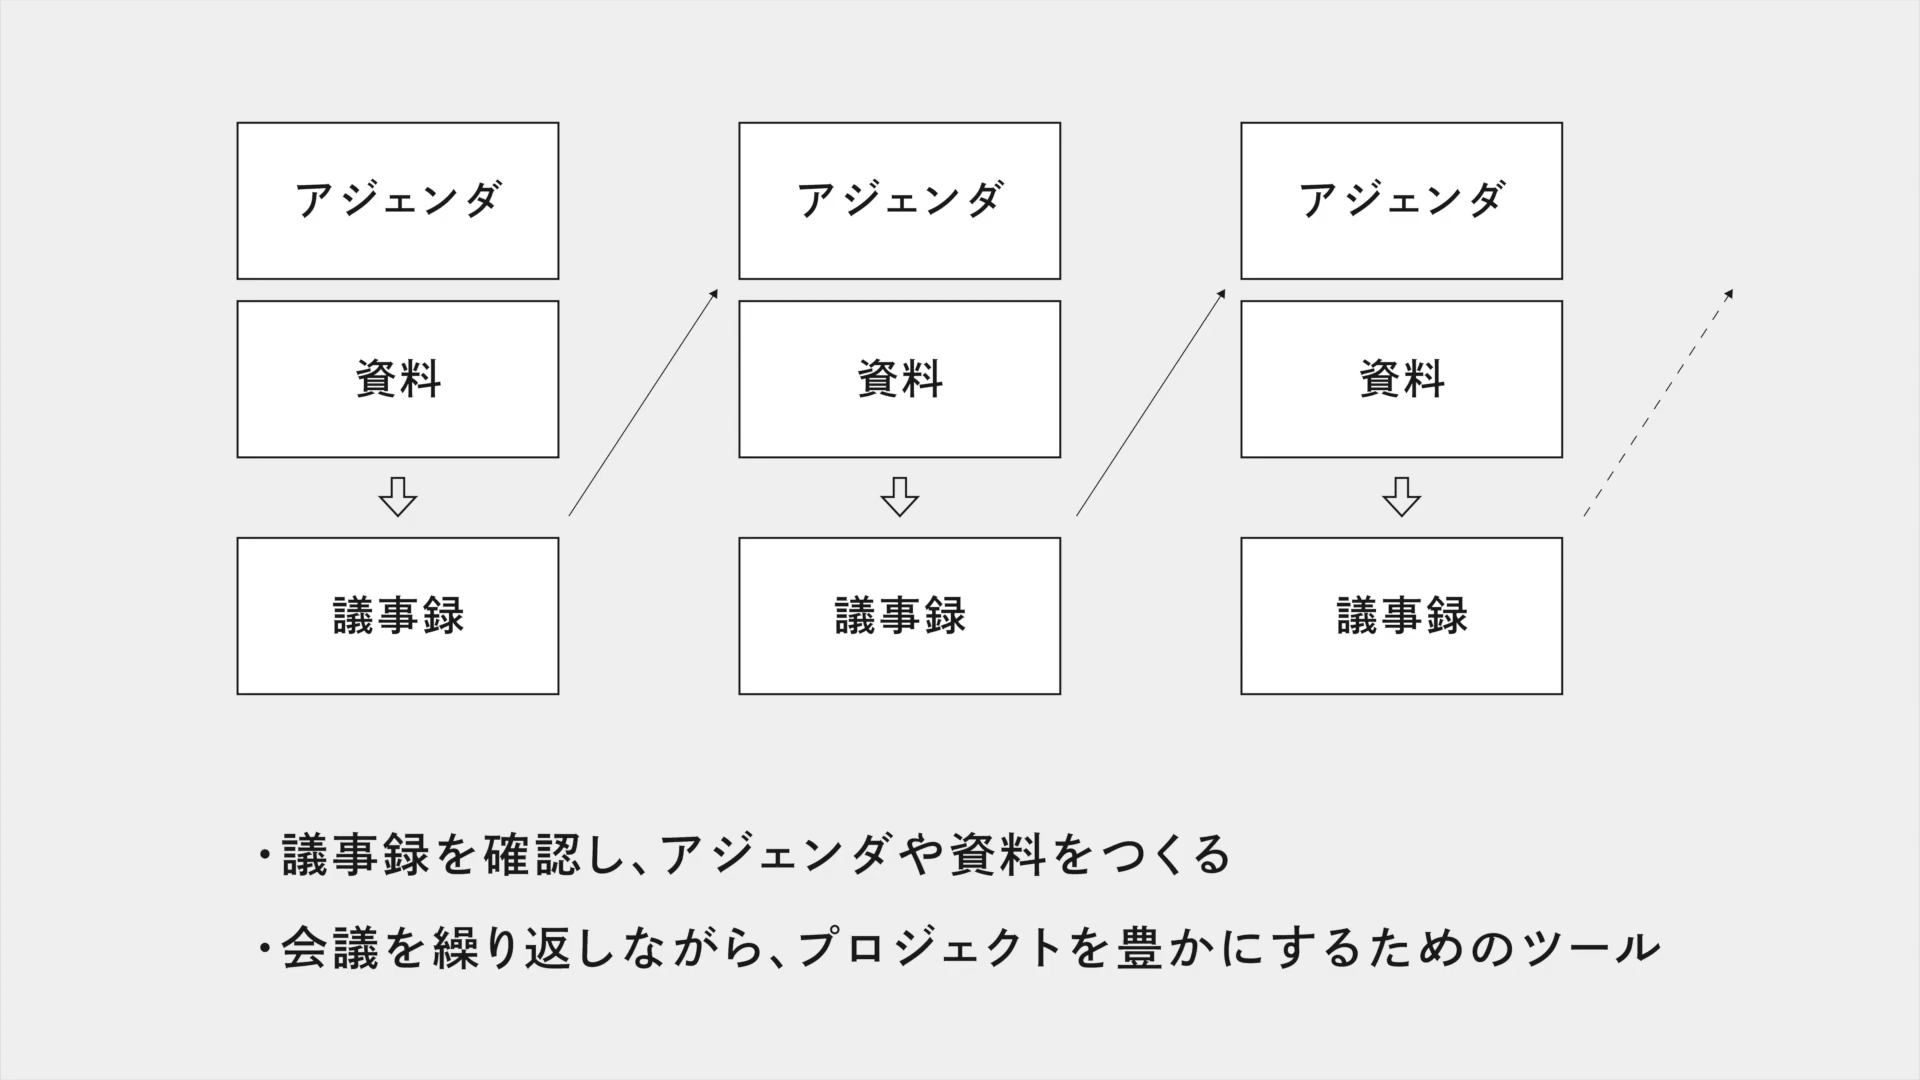 アジェンダ
資料
議事録
アジェンダ
資料
議事録
アジェンダ
資料
議事録
・議事録を確認し、アジェンダや資料をつくる
・会議を繰り返しながら、プロジェクトを豊かにするためのツール